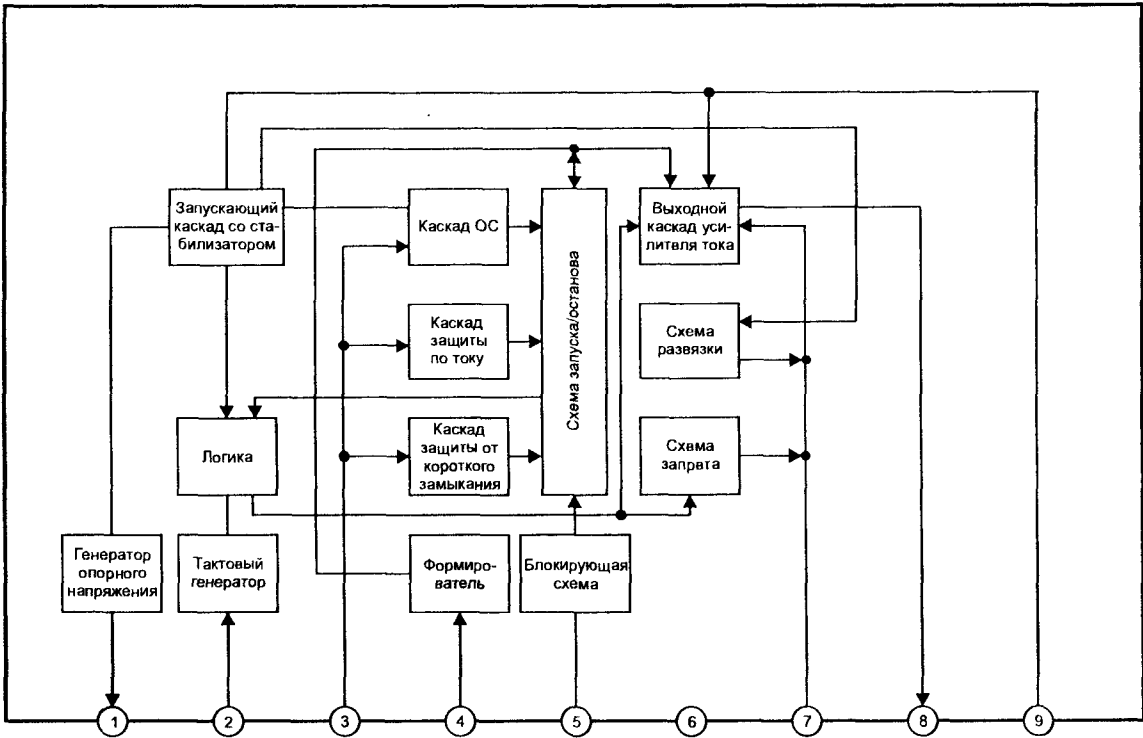 Запускающий
каскад со ста-
билизатором
Каскад ОС
Схема запуска/останова
Выходной
каскад уси-
лителя тока
Каскад
защиты
по току
Схема
развязки
Логика
Каскад
защиты от
короткого
замыкания
Схема
запрета
Генератор
опорного
напряжения
Тактовый
генератор
Формиро-
ватель
Блокирующая
схема
1
2
3
4
5
6
7
8
9